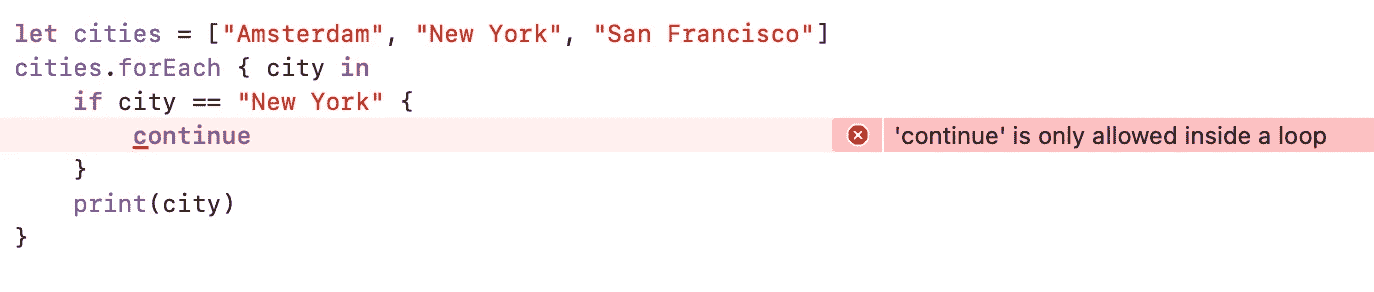 let cities = ["Amsterdam", "New York", "San Francisco"]
cities.forEach { city in
    if city == "New York" {
        continue 'continue' is only allowed inside a loop
    }
    print(city)
}